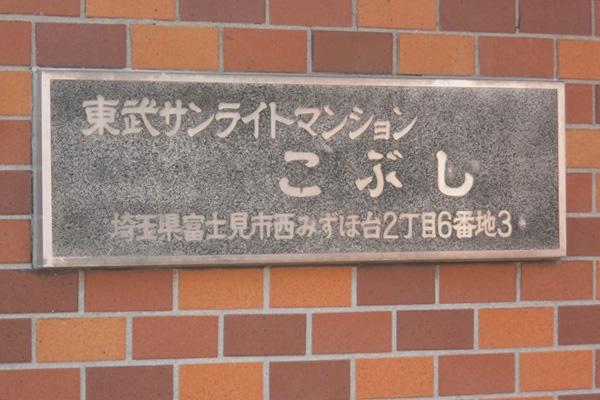 東武サンライトマンション
こぶし
埼玉県富士見市西みずほ台2丁目6番地3